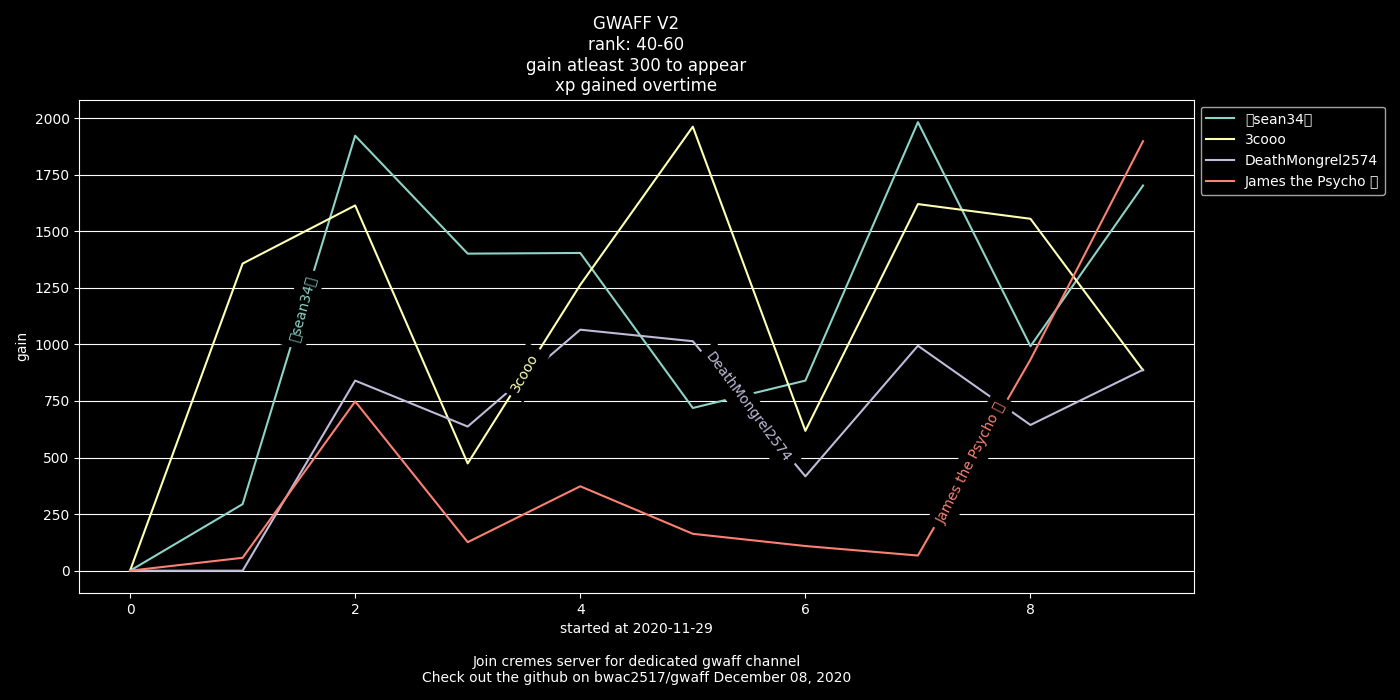 GWAFF V2
rank: 40-60
gain atleast 300 to appear
xp gained overtime
sean34
3cooo
DeathMongrel2574
James the Psycho
2000
1750
1500
1250
1000
750
500
250
0
gain
sean34
3cooo
DeathMongrel2574
James the Psycho
0 2 4 6 8
started at 2020-11-29
Join cremes server for dedicated gwaff channel
Check out the github on bwac2517/gwaff December 08, 2020